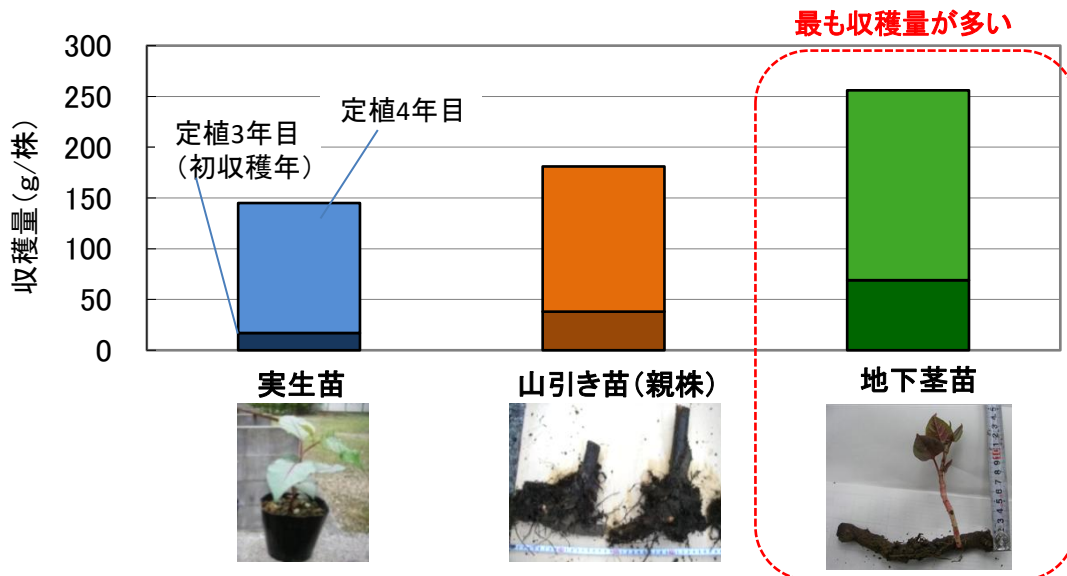 最も収穫量が多い
収穫量(g/株)
300
250
200
150
100
50
0
定植3年目
(初収穫年)
定植4年目
実生苗
山引き苗(親株)
地下茎苗